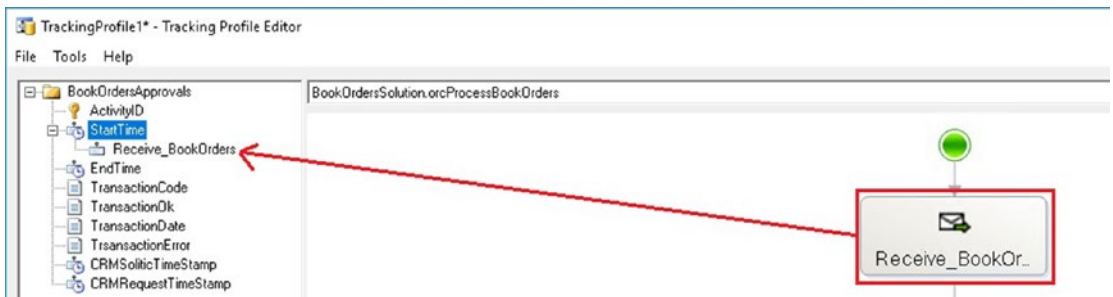 TrackingProfile1* - Tracking Profile Editor
File Tools Help
BookOrdersApprovals
ActivityID
StartTime
Receive_BookOrders
EndTime
TransactionCode
TransactionOk
TransactionDate
TrsansactionError
CRMSoliticTimeStamp
CRMRequestTimeStamp
BookOrdersSolution.orcProcessBookOrders
Receive_BookOr...